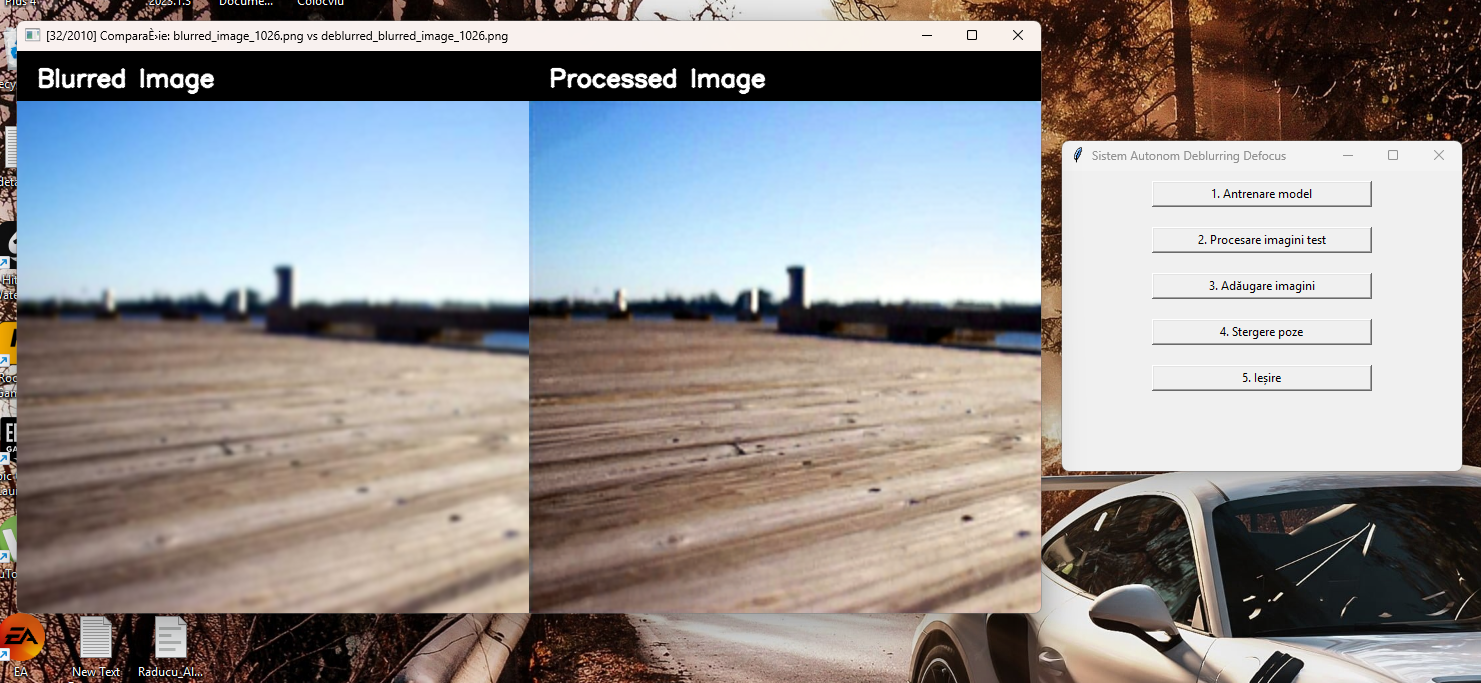 2023.1.3
Docume...
Colocviu
[32/2010] ComparaÈ›ie: blurred_image_1026.png vs deblurred_blurred_image_1026.png
Blurred Image
Processed Image
Sistem Autonom Deblurring Defocus
1. Antrenare model
2. Procesare imagini test
3. Adăugare imagini
4. Stergere poze
5. Ieșire
EA
New Text
Raducu_Al...